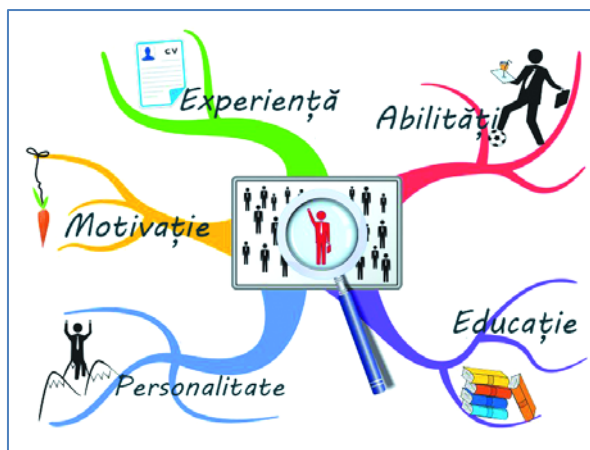 CV
Experiență
Abilități
Motivație
Educație
Personalitate